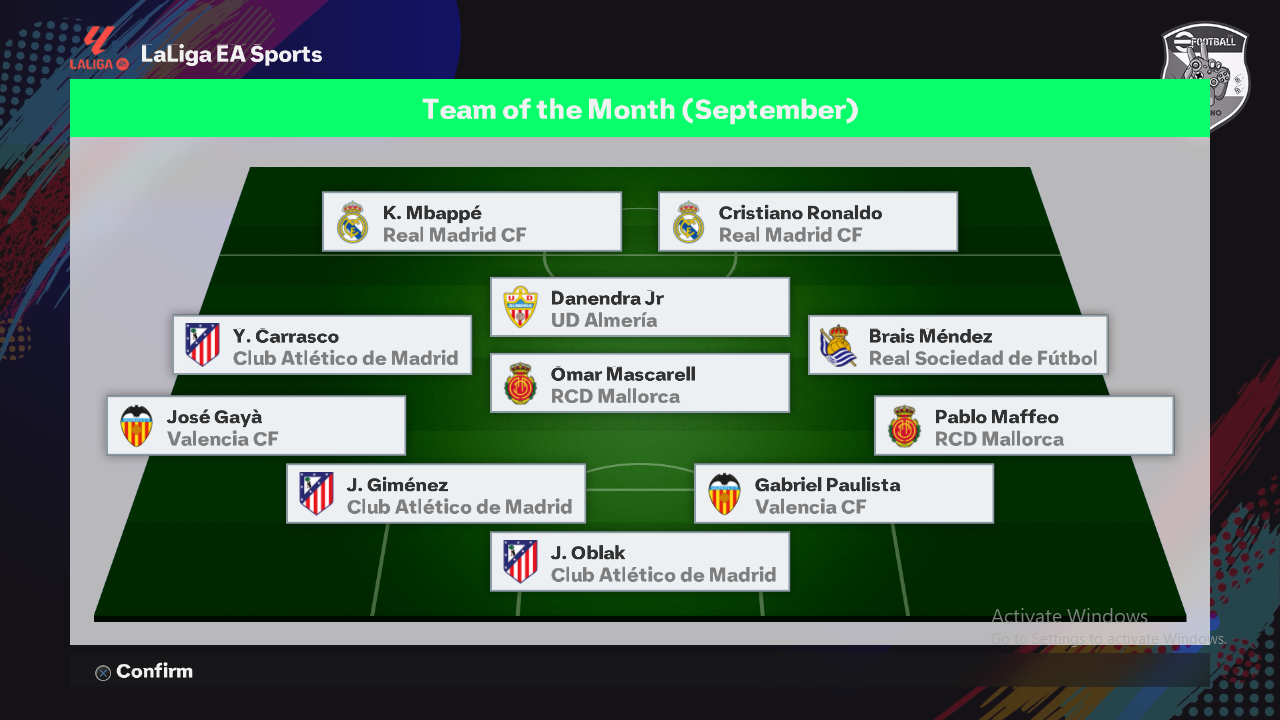 LALIGA
LaLiga EA Sports
FOOTBALL
Team of the Month (September)
K. Mbappé
Real Madrid CF
Cristiano Ronaldo
Real Madrid CF
Danendra Jr
UD Almería
Y. Carrasco
Club Atlético de Madrid
Brais Méndez
Real Sociedad de Fútbol
Omar Mascarell
RCD Mallorca
José Gayà
Valencia CF
Pablo Maffeo
RCD Mallorca
J. Giménez
Club Atlético de Madrid
Gabriel Paulista
Valencia CF
J. Oblak
Club Atlético de Madrid
Activate Windows
Go to Settings to activate Windows.
Confirm